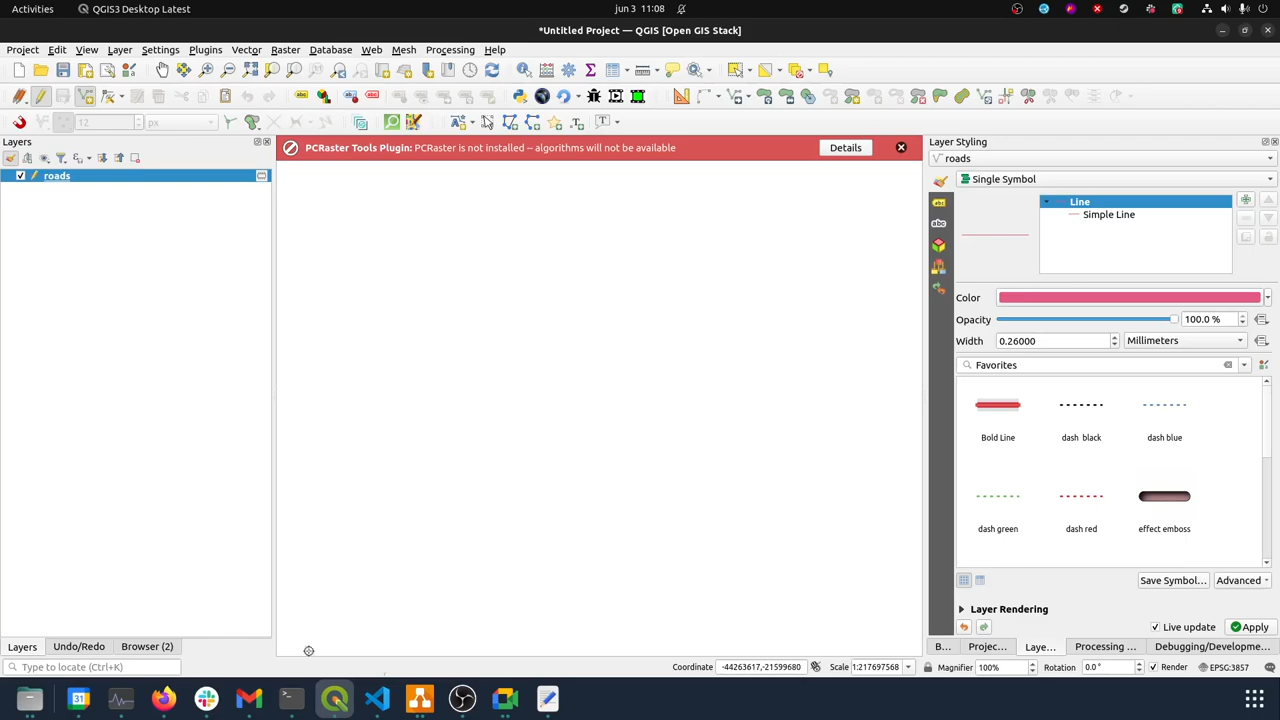 Activities
QGIS3 Desktop Latest
jun 3 11:08
*Untitled Project — QGIS [Open GIS Stack]
Project Edit View Layer Settings Plugins Vector Raster Database Web Mesh Processing Help
12
px
Layers
PCRaster Tools Plugin: PCRaster is not installed – algorithms will not be available
Details
Layer Styling
roads
roads
Single Symbol
Line
Simple Line
Color
Opacity
100.0 %
Width
0.26000
Millimeters
Favorites
Bold Line
dash black
dash blue
dash green
dash red
effect emboss
Save Symbol...
Advanced
Layer Rendering
Live update
Apply
Layers
Undo/Redo
Browser (2)
B...
Projec...
Laye...
Processing ...
Debugging/Developme...
Type to locate (Ctrl+K)
Coordinate
-44263617,-21599680
Scale
1:217697568
Magnifier
100%
Rotation
0.0 °
Render
EPSG:3857